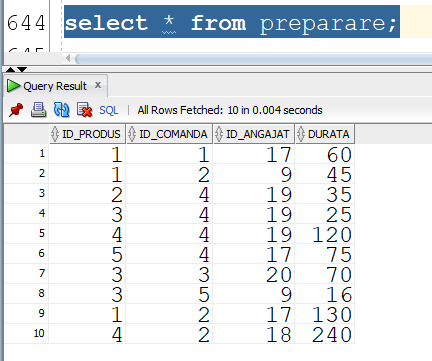 644 select * from preparare;
645
Query Result
SQL | All Rows Fetched: 10 in 0.004 seconds
ID_PRODUS ID_COMANDA ID_ANGAJAT DURATA
1 1 1 17 60
2 1 2 9 45
3 2 4 19 35
4 3 4 19 25
5 4 4 19 120
6 5 4 17 75
7 3 3 20 70
8 3 5 9 16
9 1 2 17 130
10 4 2 18 240